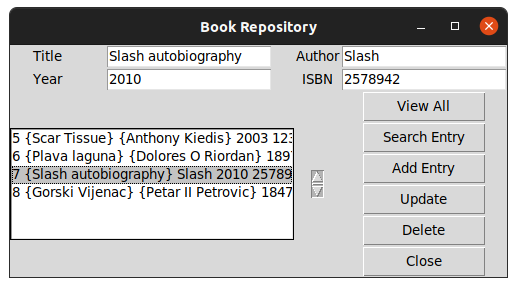 Book Repository
Title Slash autobiography Author Slash
Year 2010 ISBN 2578942
View All
5 {Scar Tissue} {Anthony Kiedis} 2003 123
Search Entry
6 {Plava laguna} {Dolores O Riordan} 1897
Add Entry
7 {Slash autobiography} Slash 2010 25789
8 {Gorski Vijenac} {Petar II Petrovic} 1847
Update
Delete
Close